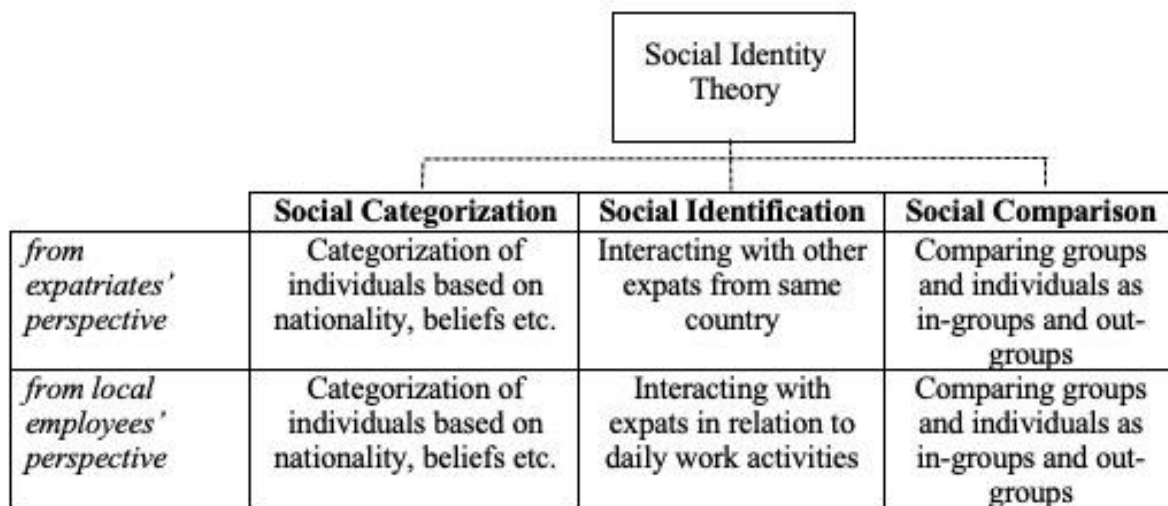 Social Identity
Theory
Social Categorization
Social Identification
Social Comparison
from
expatriates'
perspective
Categorization of
individuals based on
nationality, beliefs etc.
Interacting with other
expats from same
country
Comparing groups
and individuals as
in-groups and out-
groups
from local
employees'
perspective
Categorization of
individuals based on
nationality, beliefs etc.
Interacting with
expats in relation to
daily work activities
Comparing groups
and individuals as
in-groups and out-
groups